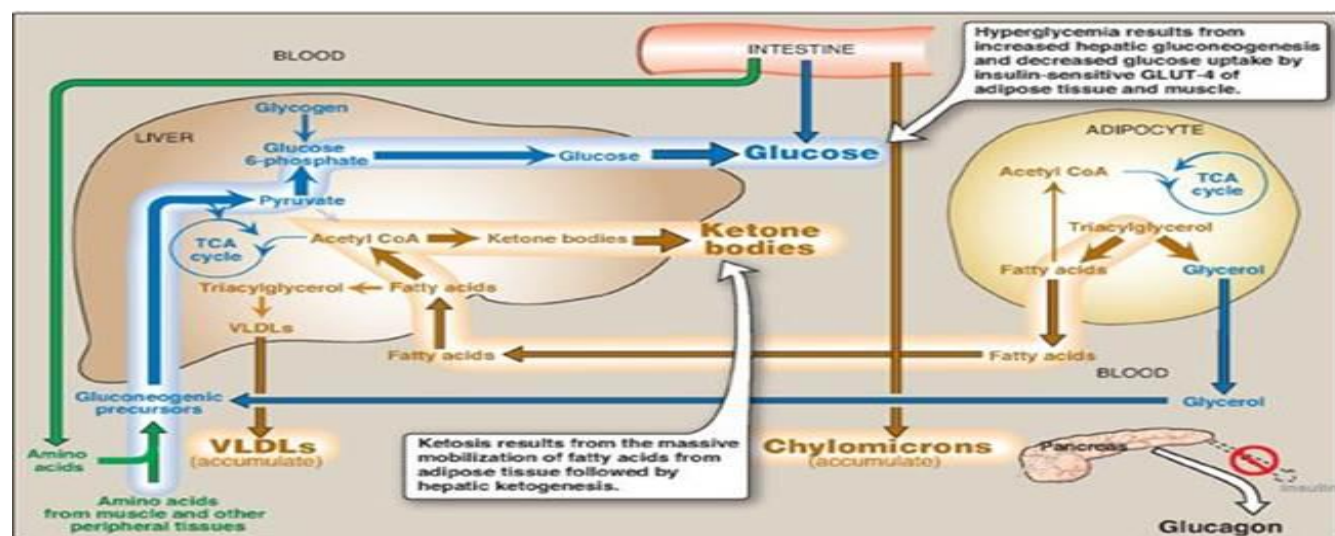 BLOOD
INTESTINE
Hyperglycemia results from
increased hepatic gluconeogenesis
and decreased glucose uptake by
insulin-sensitive GLUT-4 of
adipose tissue and muscle.
LIVER
Glycogen
Glucose
6-phosphate
Glucose
Glucose
Pyruvate
TCA
cycle
Acetyl CoA
Ketone bodies
Ketone
bodies
Triacylglycerol
Fatty acids
VLDLs
ADIPOCYTE
Acetyl CoA
TCA
cycle
Triacylglycerol
Fatty acids
Glycerol
Fatty acids
Fatty acids
BLOOD
Gluconeogenic
precursors
Glycerol
VLDLs
(accumulate)
Ketosis results from the massive
mobilization of fatty acids from
adipose tissue followed by
hepatic ketogenesis.
Chylomicrons
(accumulate)
Amino
acids
Amino acids
from muscle and other
peripheral tissues
Pancreas
Insulin
Glucagon